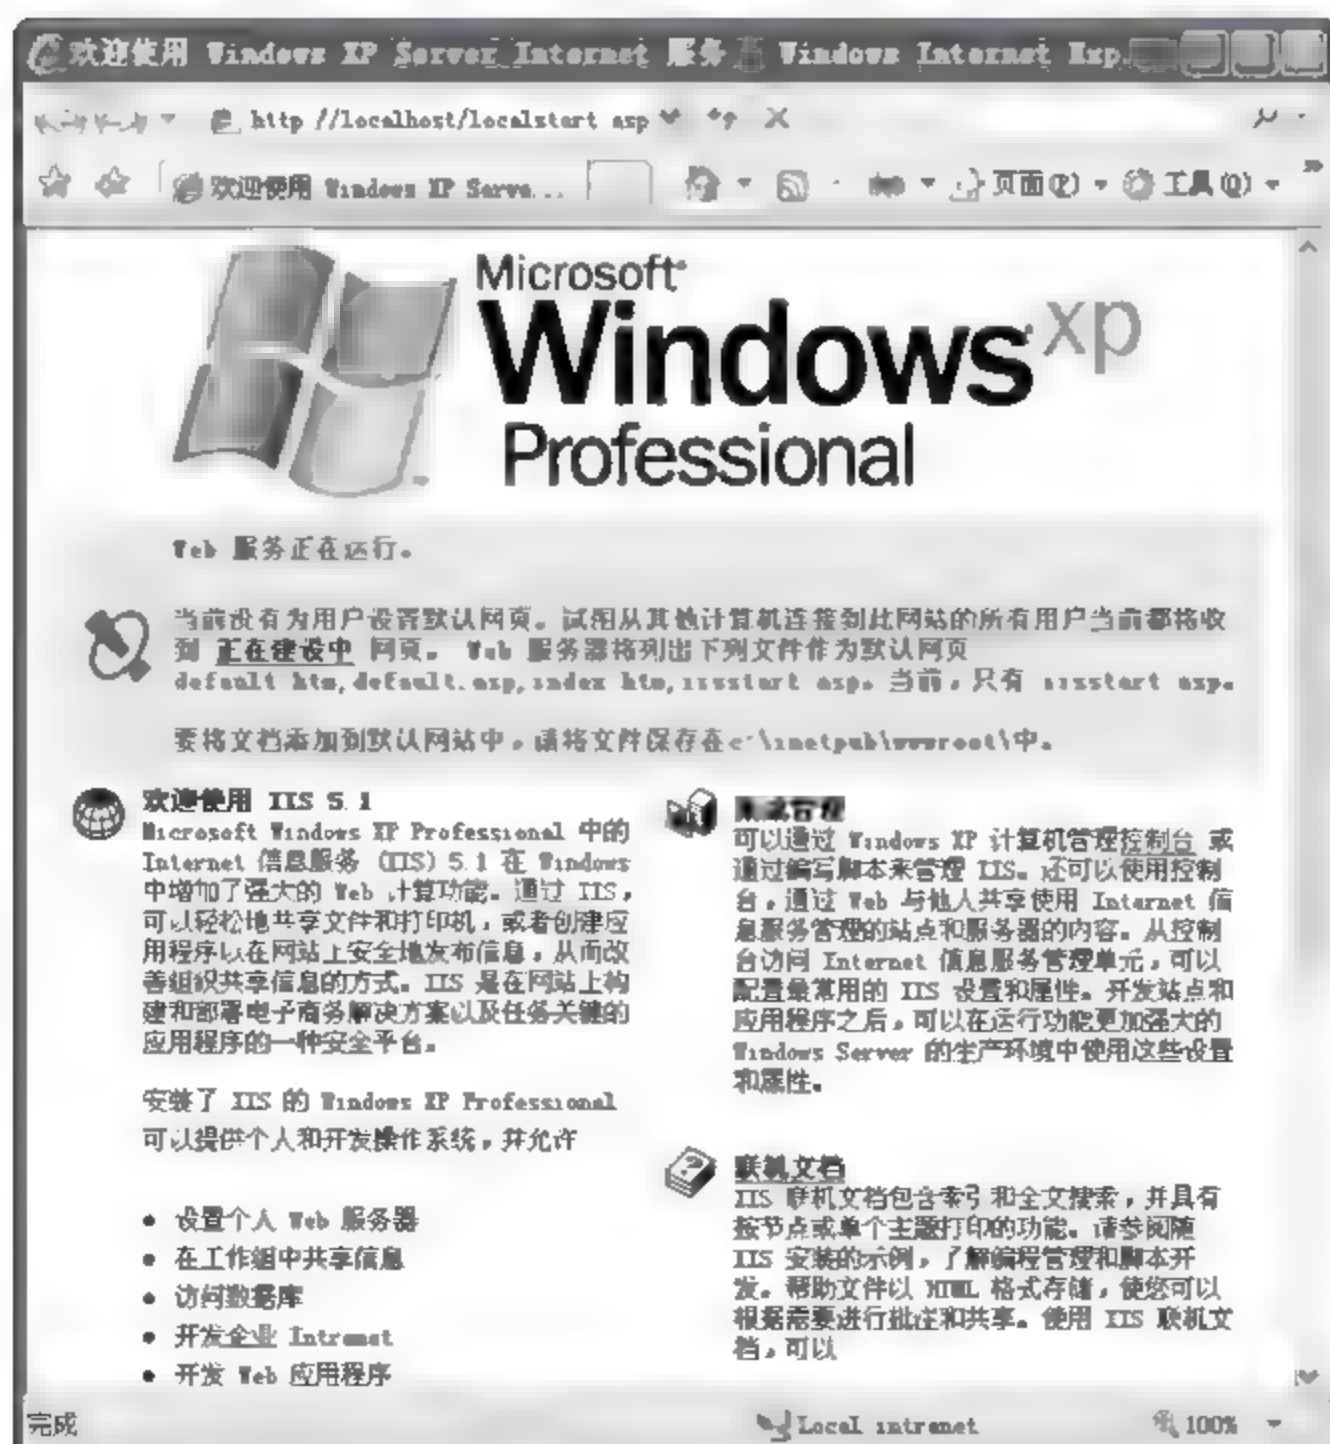 欢迎使用 Windows XP Server Internet 服务 Windows Internet Exp
http //localhost/localstart asp
欢迎使用 Windows XP Serve... 页面(P) 工具(O)
Microsoft
Windows xp
Professional
Web 服务正在运行。
当前没有为用户设置默认网页。试图从其他计算机连接到此网站的所有用户当前都将收
到 正在建设中 网页。 Web 服务器将列出下列文件作为默认网页
default htm,default.asp,index htm,iisstart asp。当前，只有 iisstart asp。
要将文档添加到默认网站中，请将文件保存在c:\inetpub\wwwroot\中。
欢迎使用 IIS 5.1
Microsoft Windows XP Professional 中的
Internet 信息服务 (IIS) 5.1 在 Windows
中增加了强大的 Web 计算功能。通过 IIS，
可以轻松地共享文件和打印机，或者创建应
用程序以在网站上安全地发布信息，从而改
善组织共享信息的方式。IIS 是在网站上构
建和部署电子商务解决方案以及任务关键的
应用程序的一种安全平台。
安装了 IIS 的 Windows XP Professional
可以提供个人和开发操作系统，并允许
• 设置个人 Web 服务器
• 在工作组中共享信息
• 访问数据库
• 开发企业 Intranet
• 开发 Web 应用程序
集成管理
可以通过 Windows XP 计算机管理控制台 或
通过编写脚本来管理 IIS。还可以使用控制
台，通过 Web 与他人共享使用 Internet 信
息服务管理的站点和服务器的内容。从控制
台访问 Internet 信息服务管理单元，可以
配置最常用的 IIS 设置和属性。开发站点和
应用程序之后，可以在运行功能更加强大的
Windows Server 的生产环境中使用这些设置
和属性。
联机文档
IIS 联机文档包含索引和全文搜索，并具有
按节点或单个主题打印的功能。请参阅随
IIS 安装的示例，了解编程管理和脚本开
发。帮助文件以 HTML 格式存储，使您可以
根据需要进行批注和共享。使用 IIS 联机文
档，可以
完成 Local intranet 100%